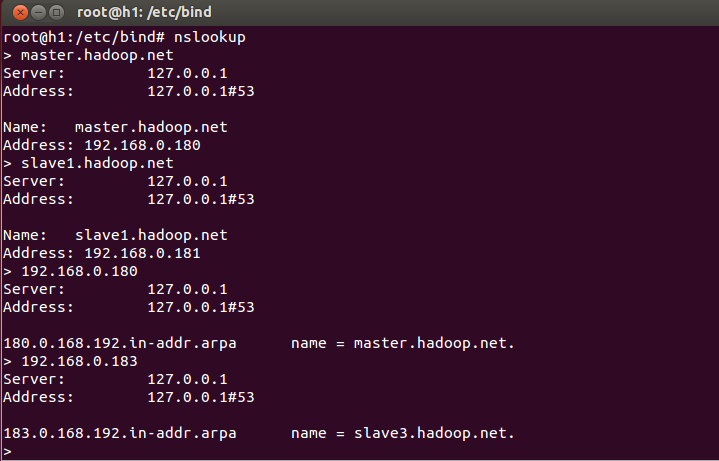 root@h1: /etc/bind
root@h1:/etc/bind# nslookup
> master.hadoop.net
Server:         127.0.0.1
Address:        127.0.0.1#53

Name:   master.hadoop.net
Address: 192.168.0.180
> slave1.hadoop.net
Server:         127.0.0.1
Address:        127.0.0.1#53

Name:   slave1.hadoop.net
Address: 192.168.0.181
> 192.168.0.180
Server:         127.0.0.1
Address:        127.0.0.1#53

180.0.168.192.in-addr.arpa      name = master.hadoop.net.
> 192.168.0.183
Server:         127.0.0.1
Address:        127.0.0.1#53

183.0.168.192.in-addr.arpa      name = slave3.hadoop.net.
>